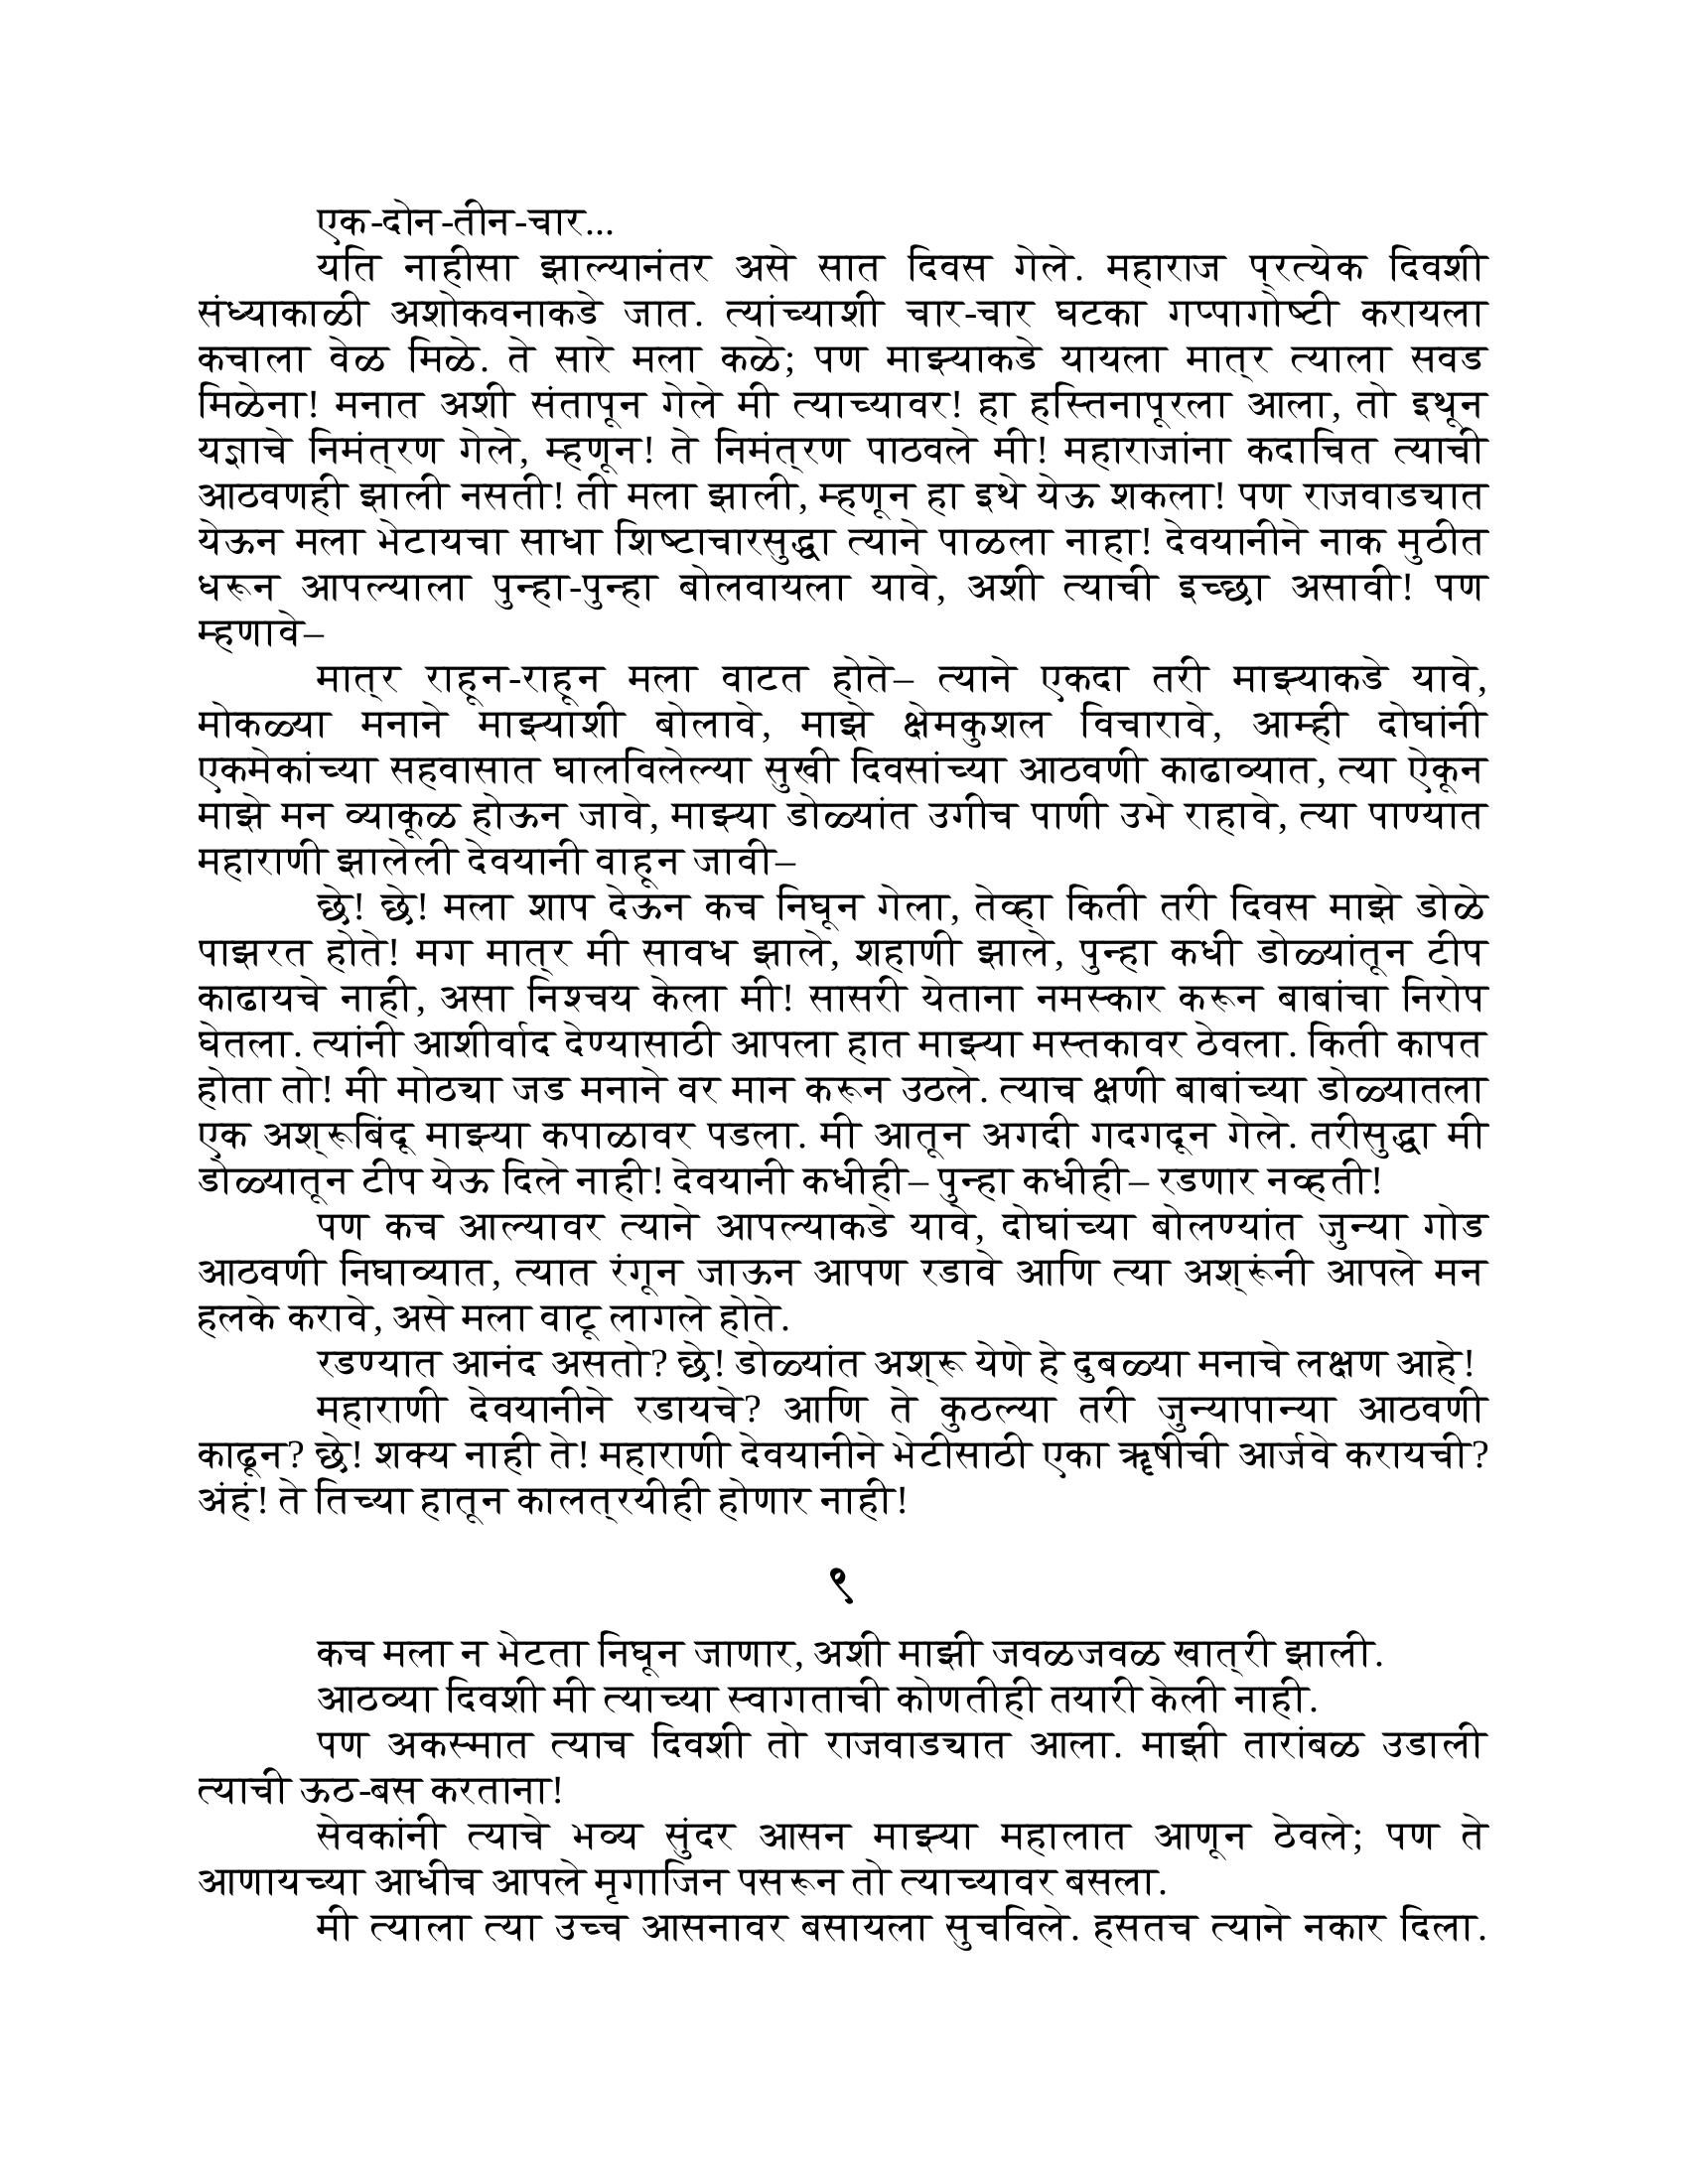 एक-दोन-तीन-चार...
यति नाहीसा झाल्यानंतर असे सात दिवस गेले. महाराज प्रत्येक दिवशी
संध्याकाळी अशोकवनाकडे जात. त्यांच्याशी चार-चार घटका गप्पागोष्टी करायला
कचाला वेळ मिळे. ते सारे मला कळे; पण माझ्याकडे यायला मात्र त्याला सवड
मिळेना! मनात अशी संतापून गेले मी त्याच्यावर! हा हस्तिनापूरला आला, तो इथून
यज्ञाचे निमंत्रण गेले, म्हणून! ते निमंत्रण पाठवले मी! महाराजांना कदाचित त्याची
आठवणही झाली नसती! ती मला झाली, म्हणून हा इथे येऊ शकला! पण राजवाड्यात
येऊन मला भेटायचा साधा शिष्टाचारसुद्धा त्याने पाळला नाहा! देवयानीने नाक मुठीत
धरून आपल्याला पुन्हा-पुन्हा बोलवायला यावे, अशी त्याची इच्छा असावी! पण
म्हणावे–
मात्र राहून-राहून मला वाटत होते– त्याने एकदा तरी माझ्याकडे यावे,
मोकळ्या मनाने माझ्याशी बोलावे, माझे क्षेमकुशल विचारावे, आम्ही दोघांनी
एकमेकांच्या सहवासात घालविलेल्या सुखी दिवसांच्या आठवणी काढाव्यात, त्या ऐकून
माझे मन व्याकूळ होऊन जावे, माझ्या डोळ्यांत उगीच पाणी उभे राहावे, त्या पाण्यात
महाराणी झालेली देवयानी वाहून जावी–
छे! छे! मला शाप देऊन कच निघून गेला, तेव्हा किती तरी दिवस माझे डोळे
पाझरत होते! मग मात्र मी सावध झाले, शहाणी झाले, पुन्हा कधी डोळ्यांतून टीप
काढायचे नाही, असा निश्चय केला मी! सासरी येताना नमस्कार करून बाबांचा निरोप
घेतला. त्यांनी आशीर्वाद देण्यासाठी आपला हात माझ्या मस्तकावर ठेवला. किती कापत
होता तो! मी मोठ्या जड मनाने वर मान करून उठले. त्याच क्षणी बाबांच्या डोळ्यातला
एक अश्रूबिंदू माझ्या कपाळावर पडला. मी आतून अगदी गदगदून गेले. तरीसुद्धा मी
डोळ्यातून टीप येऊ दिले नाही! देवयानी कधीही– पुन्हा कधीही– रडणार नव्हती!
पण कच आल्यावर त्याने आपल्याकडे यावे, दोघांच्या बोलण्यांत जुन्या गोड
आठवणी निघाव्यात, त्यात रंगून जाऊन आपण रडावे आणि त्या अश्रूंनी आपले मन
हलके करावे, असे मला वाटू लागले होते.
रडण्यात आनंद असतो? छे! डोळ्यांत अश्रू येणे हे दुबळ्या मनाचे लक्षण आहे!
महाराणी देवयानीने रडायचे? आणि ते कुठल्या तरी जुन्यापान्या आठवणी
काढून? छे! शक्य नाही ते! महाराणी देवयानीने भेटीसाठी एका ॠषीची आर्जवे करायची?
अंहं! ते तिच्या हातून कालत्रयीही होणार नाही!
९
कच मला न भेटता निघून जाणार, अशी माझी जवळजवळ खात्री झाली.
आठव्या दिवशी मी त्याच्या स्वागताची कोणतीही तयारी केली नाही.
पण अकस्मात त्याच दिवशी तो राजवाड्यात आला. माझी तारांबळ उडाली
त्याची ऊठ-बस करताना!
सेवकांनी त्याचे भव्य सुंदर आसन माझ्या महालात आणून ठेवले; पण ते
आणायच्या आधीच आपले मृगाजिन पसरून तो त्याच्यावर बसला.
मी त्याला त्या उच्च आसनावर बसायला सुचविले. हसतच त्याने नकार दिला.